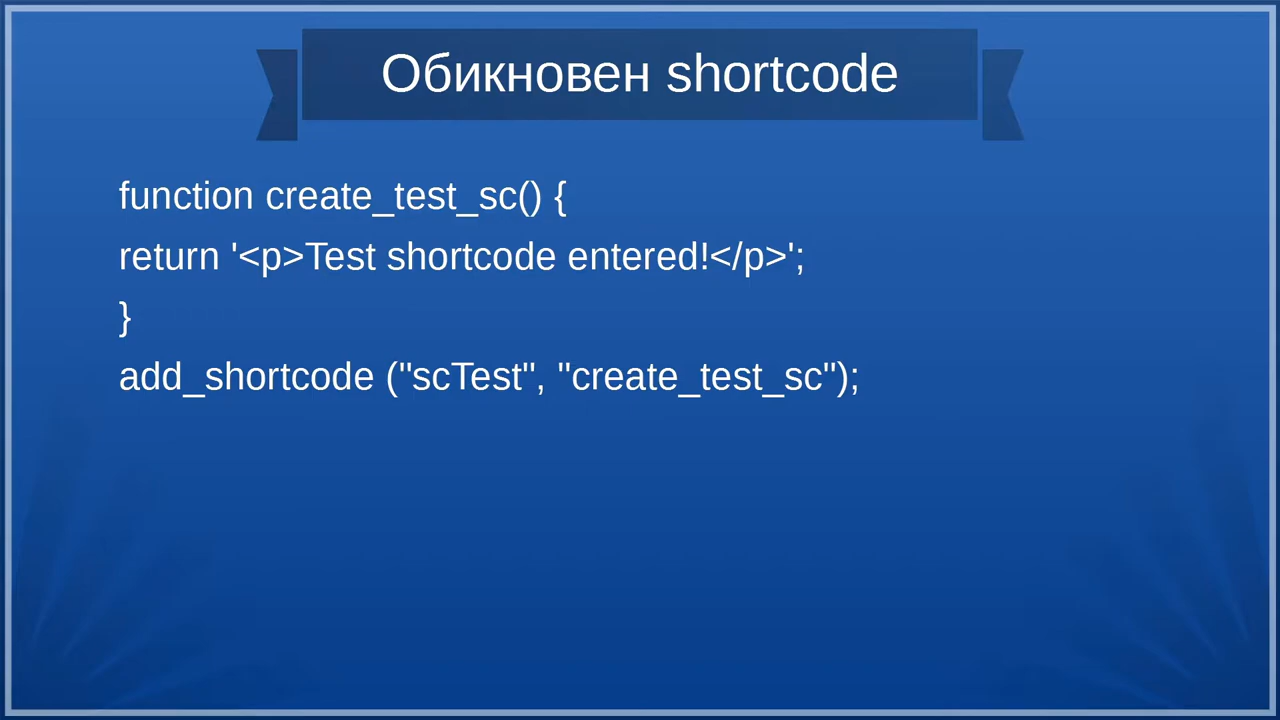 Обикновен shortcode
function create_test_sc() {
return '<p>Test shortcode entered!</p>';
}
add_shortcode ("scTest", "create_test_sc");